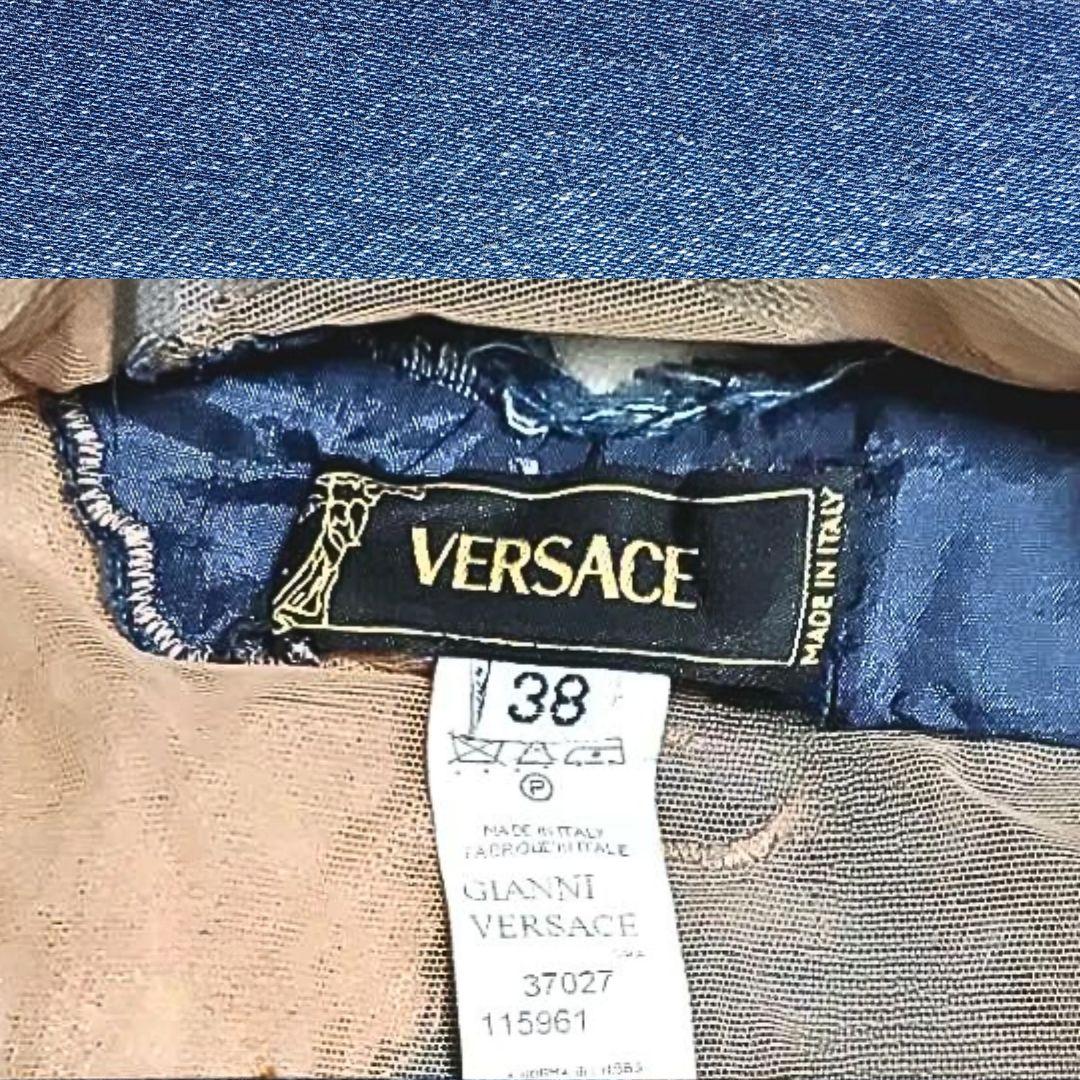 VERSACE
MADE IN ITALY
38
P
MADE IN ITALY
GIANNI
VERSACE
37027
115961